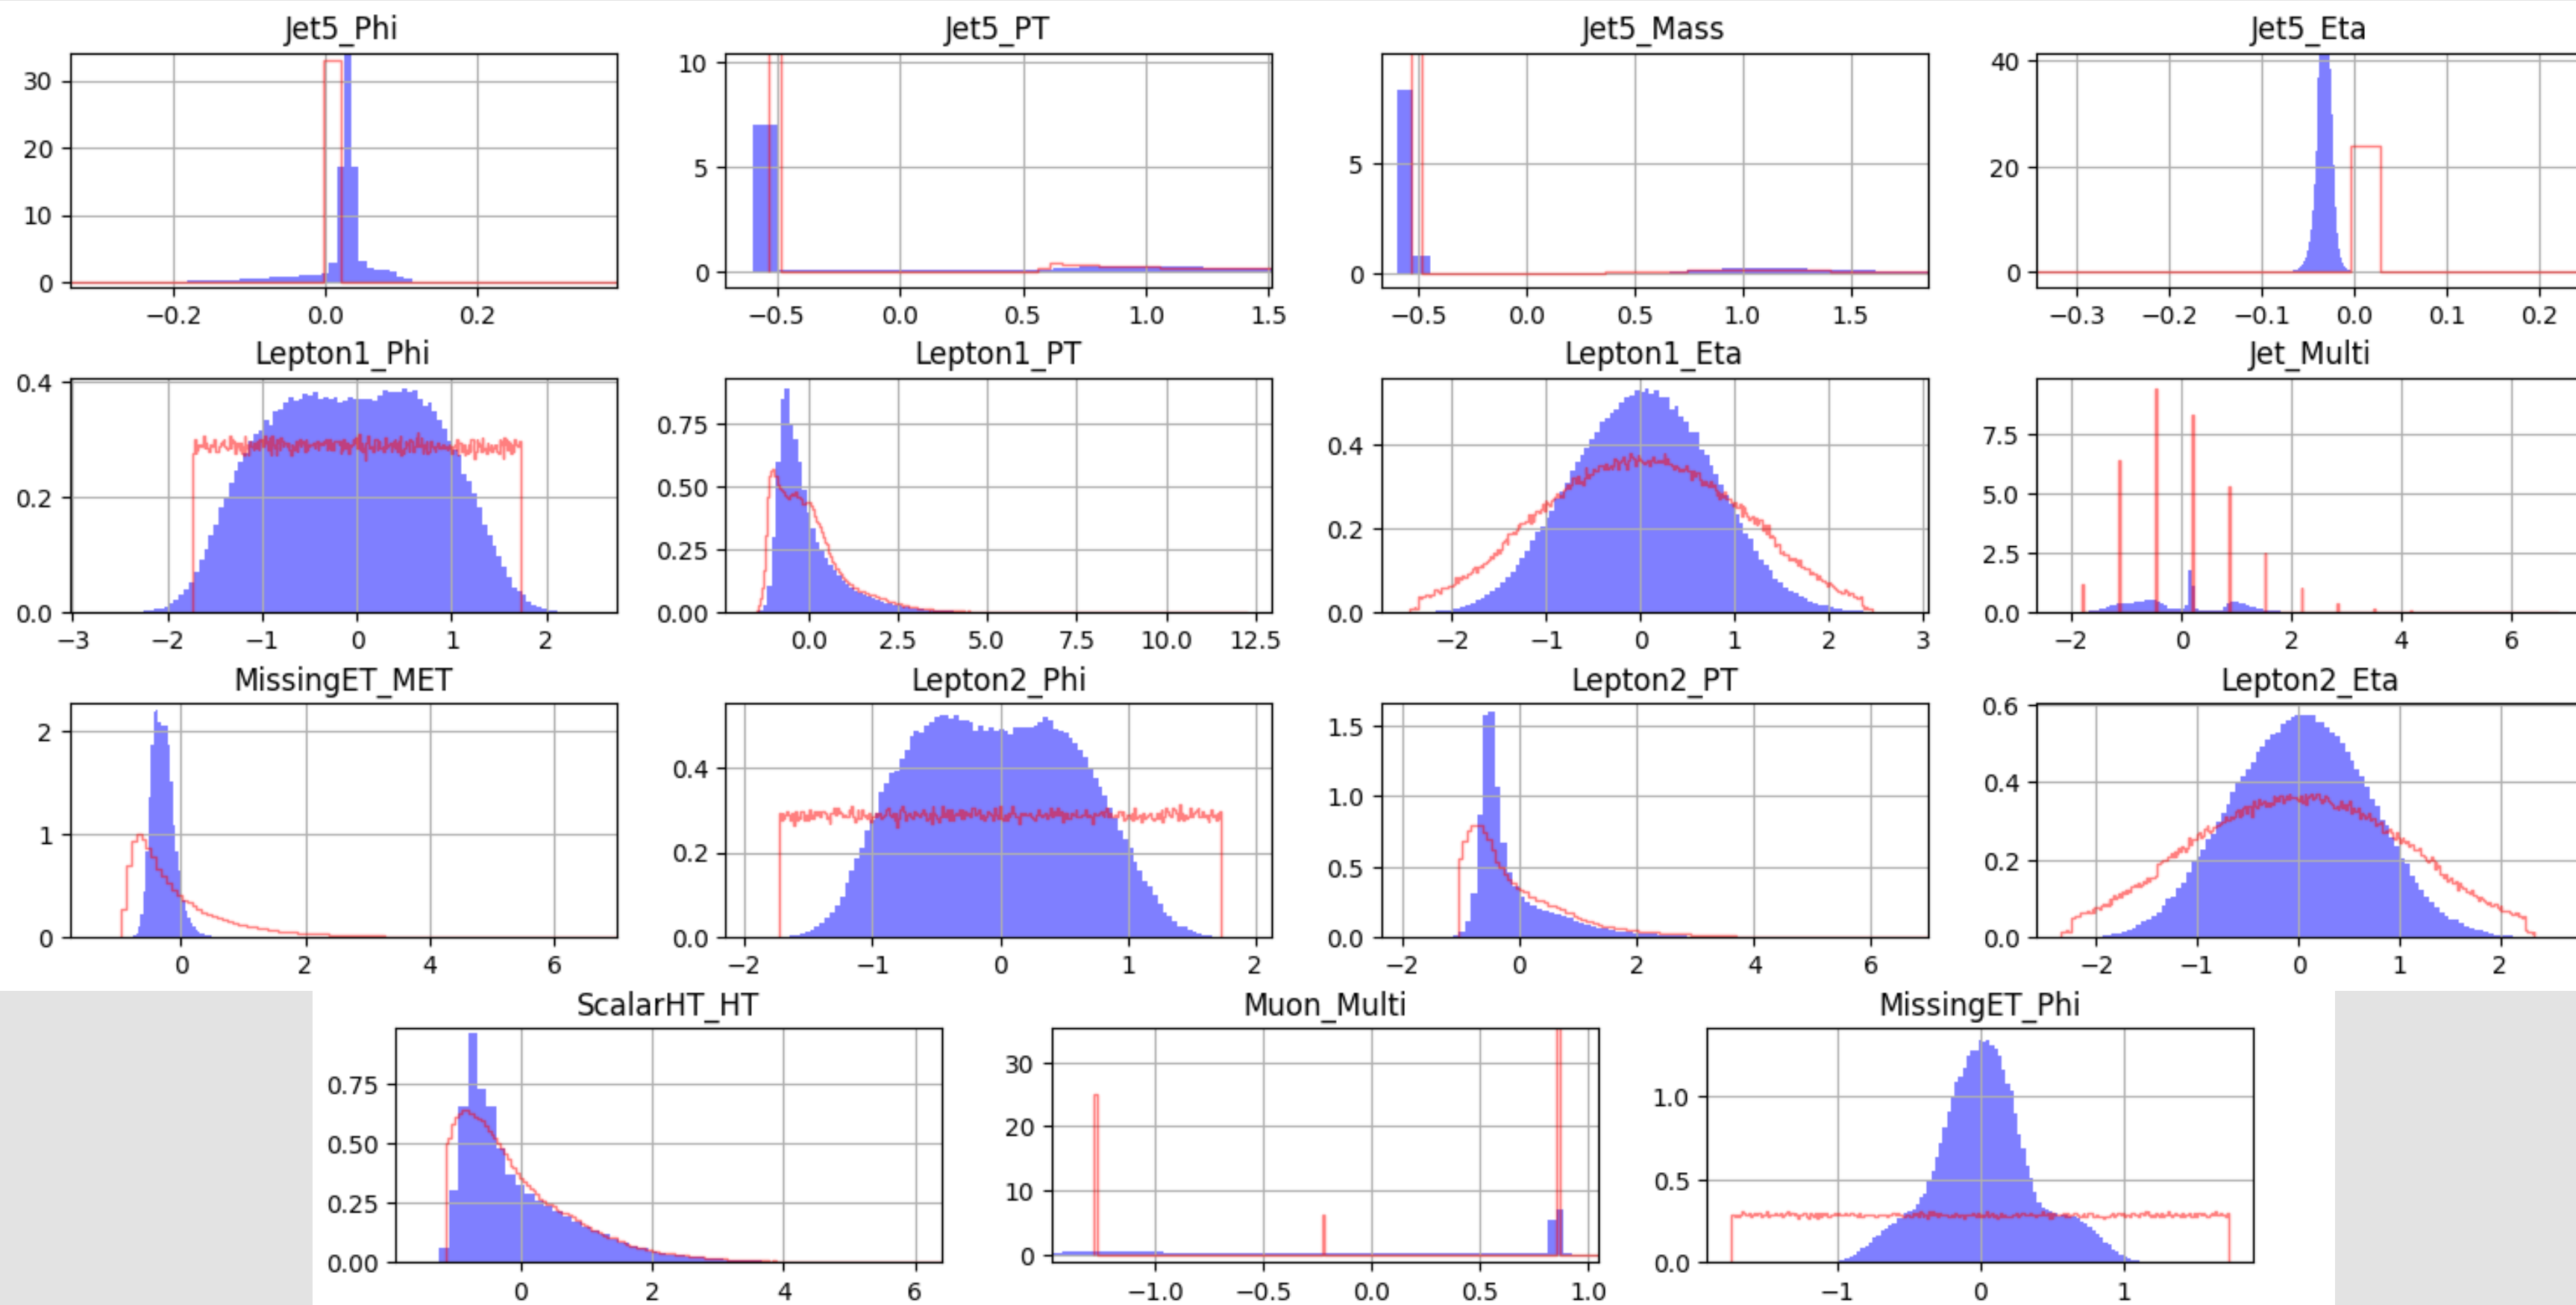 Jet5_Phi
30
20
10
0
−0.2 0.0 0.2
Jet5_PT
10
5
0
−0.5 0.0 0.5 1.0 1.5
Jet5_Mass
5
0
−0.5 0.0 0.5 1.0 1.5
Jet5_Eta
40
20
0
−0.3 −0.2 −0.1 0.0 0.1 0.2
Lepton1_Phi
0.4
0.2
0.0
−3 −2 −1 0 1 2
Lepton1_PT
0.75
0.50
0.25
0.00
0.0 2.5 5.0 7.5 10.0 12.5
Lepton1_Eta
0.4
0.2
0.0
−2 −1 0 1 2 3
Jet_Multi
7.5
5.0
2.5
0.0
−2 0 2 4 6
MissingET_MET
2
1
0
0 2 4 6
Lepton2_Phi
0.4
0.2
0.0
−2 −1 0 1 2
Lepton2_PT
1.5
1.0
0.5
0.0
−2 0 2 4 6
Lepton2_Eta
0.6
0.4
0.2
0.0
−2 −1 0 1 2
ScalarHT_HT
0.75
0.50
0.25
0.00
0 2 4 6
Muon_Multi
30
20
10
0
−1.0 −0.5 0.0 0.5 1.0
MissingET_Phi
1.0
0.5
0.0
−1 0 1